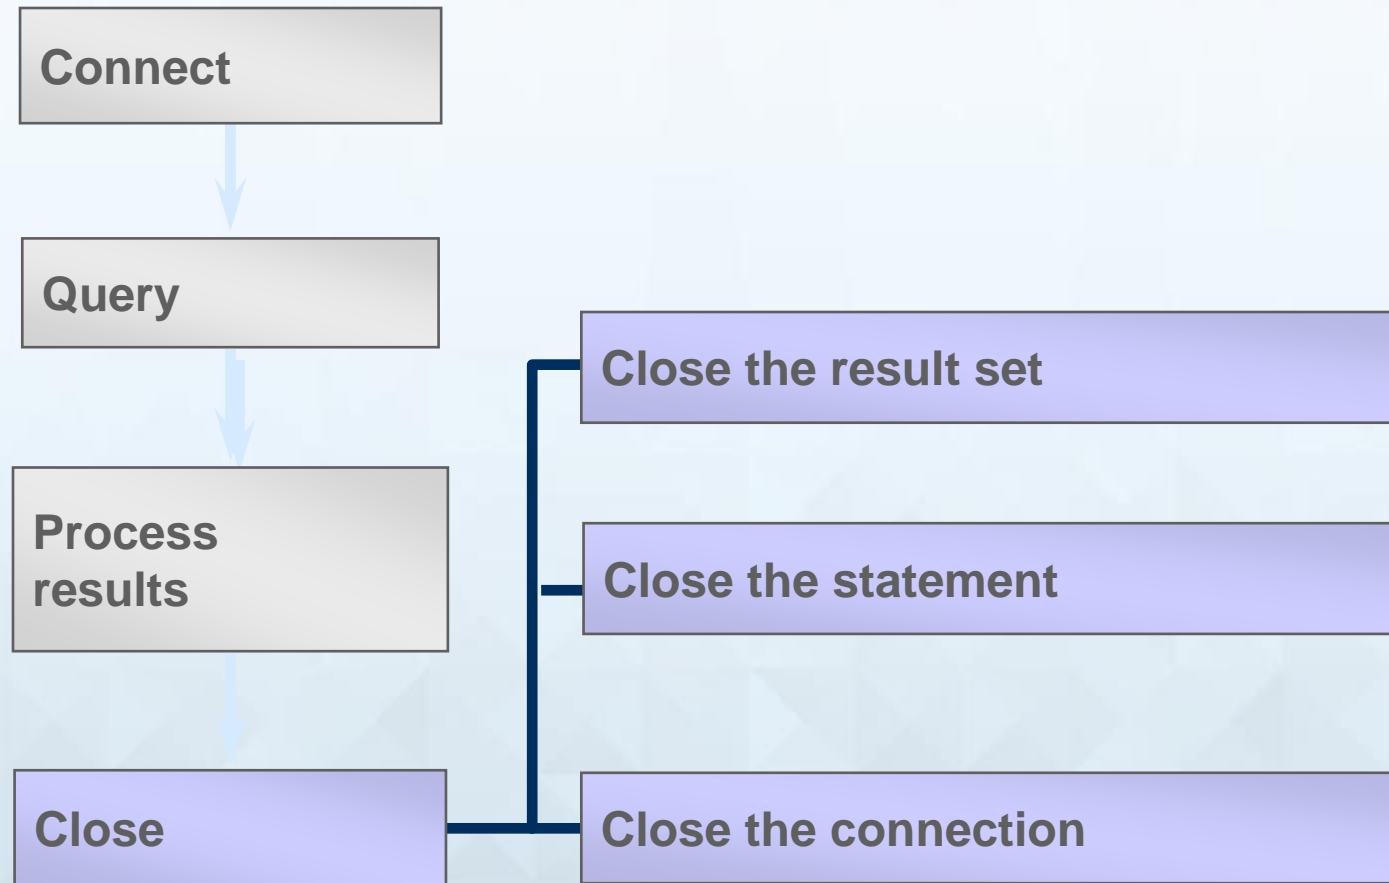 Connect
Query
Process
results
Close
Close the result set
Close the statement
Close the connection